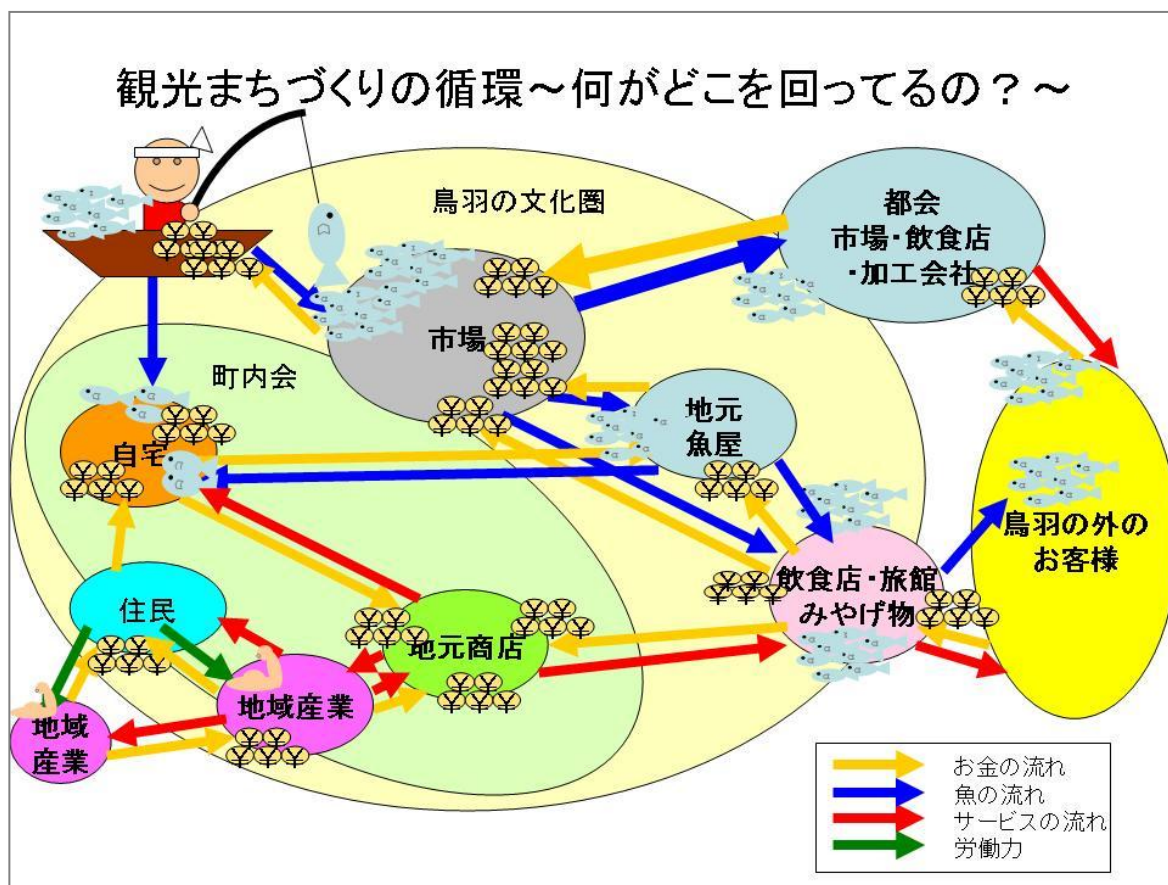 観光まちづくりの循環～何がどこを回ってるの？～
鳥羽の文化圏
都会
市場・飲食店
・加工会社
市場
町内会
地元
魚屋
自宅
鳥羽の外の
お客様
飲食店・旅館
みやげ物
住民
地元商店
地域産業
地域
産業
お金の流れ
魚の流れ
サービスの流れ
労働力